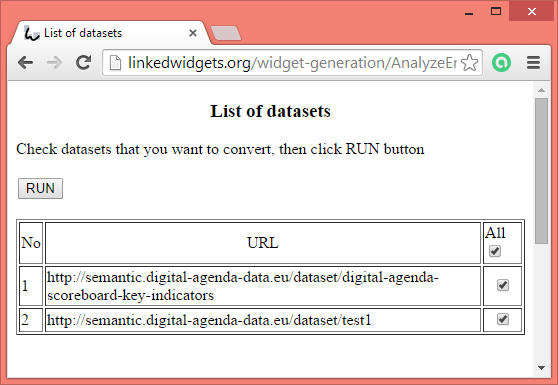 List of datasets
linkedwidgets.org/widget-generation/AnalyzeEr
List of datasets
Check datasets that you want to convert, then click RUN button
RUN
No URL All
1 http://semantic.digital-agenda-data.eu/dataset/digital-agenda-
scoreboard-key-indicators
2 http://semantic.digital-agenda-data.eu/dataset/test1